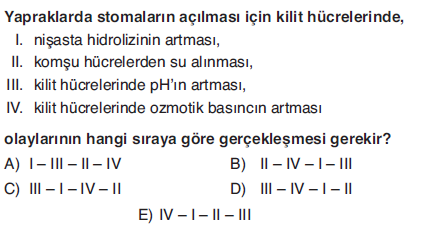 Yapraklarda stomaların açılması için kilit hücrelerinde,
I. nişasta hidrolizinin artması,
II. komşu hücrelerden su alınması,
III. kilit hücrelerinde pH'ın artması,
IV. kilit hücrelerinde ozmotik basıncın artması
olaylarının hangi sıraya göre gerçekleşmesi gerekir?
A) I – III – II – IV B) II – IV – I – III
C) III – I – IV – II D) III – IV – I – II
E) IV – I – II – III